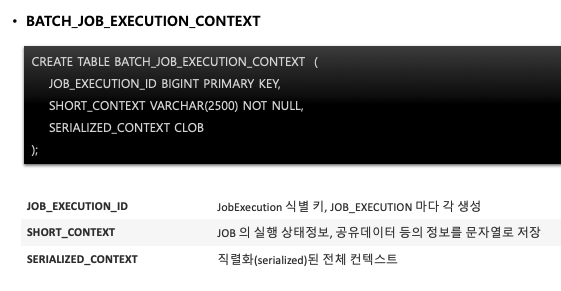 • BATCH_JOB_EXECUTION_CONTEXT
CREATE TABLE BATCH_JOB_EXECUTION_CONTEXT (
JOB_EXECUTION_ID BIGINT PRIMARY KEY,
SHORT_CONTEXT VARCHAR(2500) NOT NULL,
SERIALIZED_CONTEXT CLOB
);
JOB_EXECUTION_ID JobExecution 식별 키, JOB_EXECUTION 마다 각 생성
SHORT_CONTEXT JOB 의 실행 상태정보, 공유데이터 등의 정보를 문자열로 저장
SERIALIZED_CONTEXT 직렬화(serialized)된 전체 컨텍스트